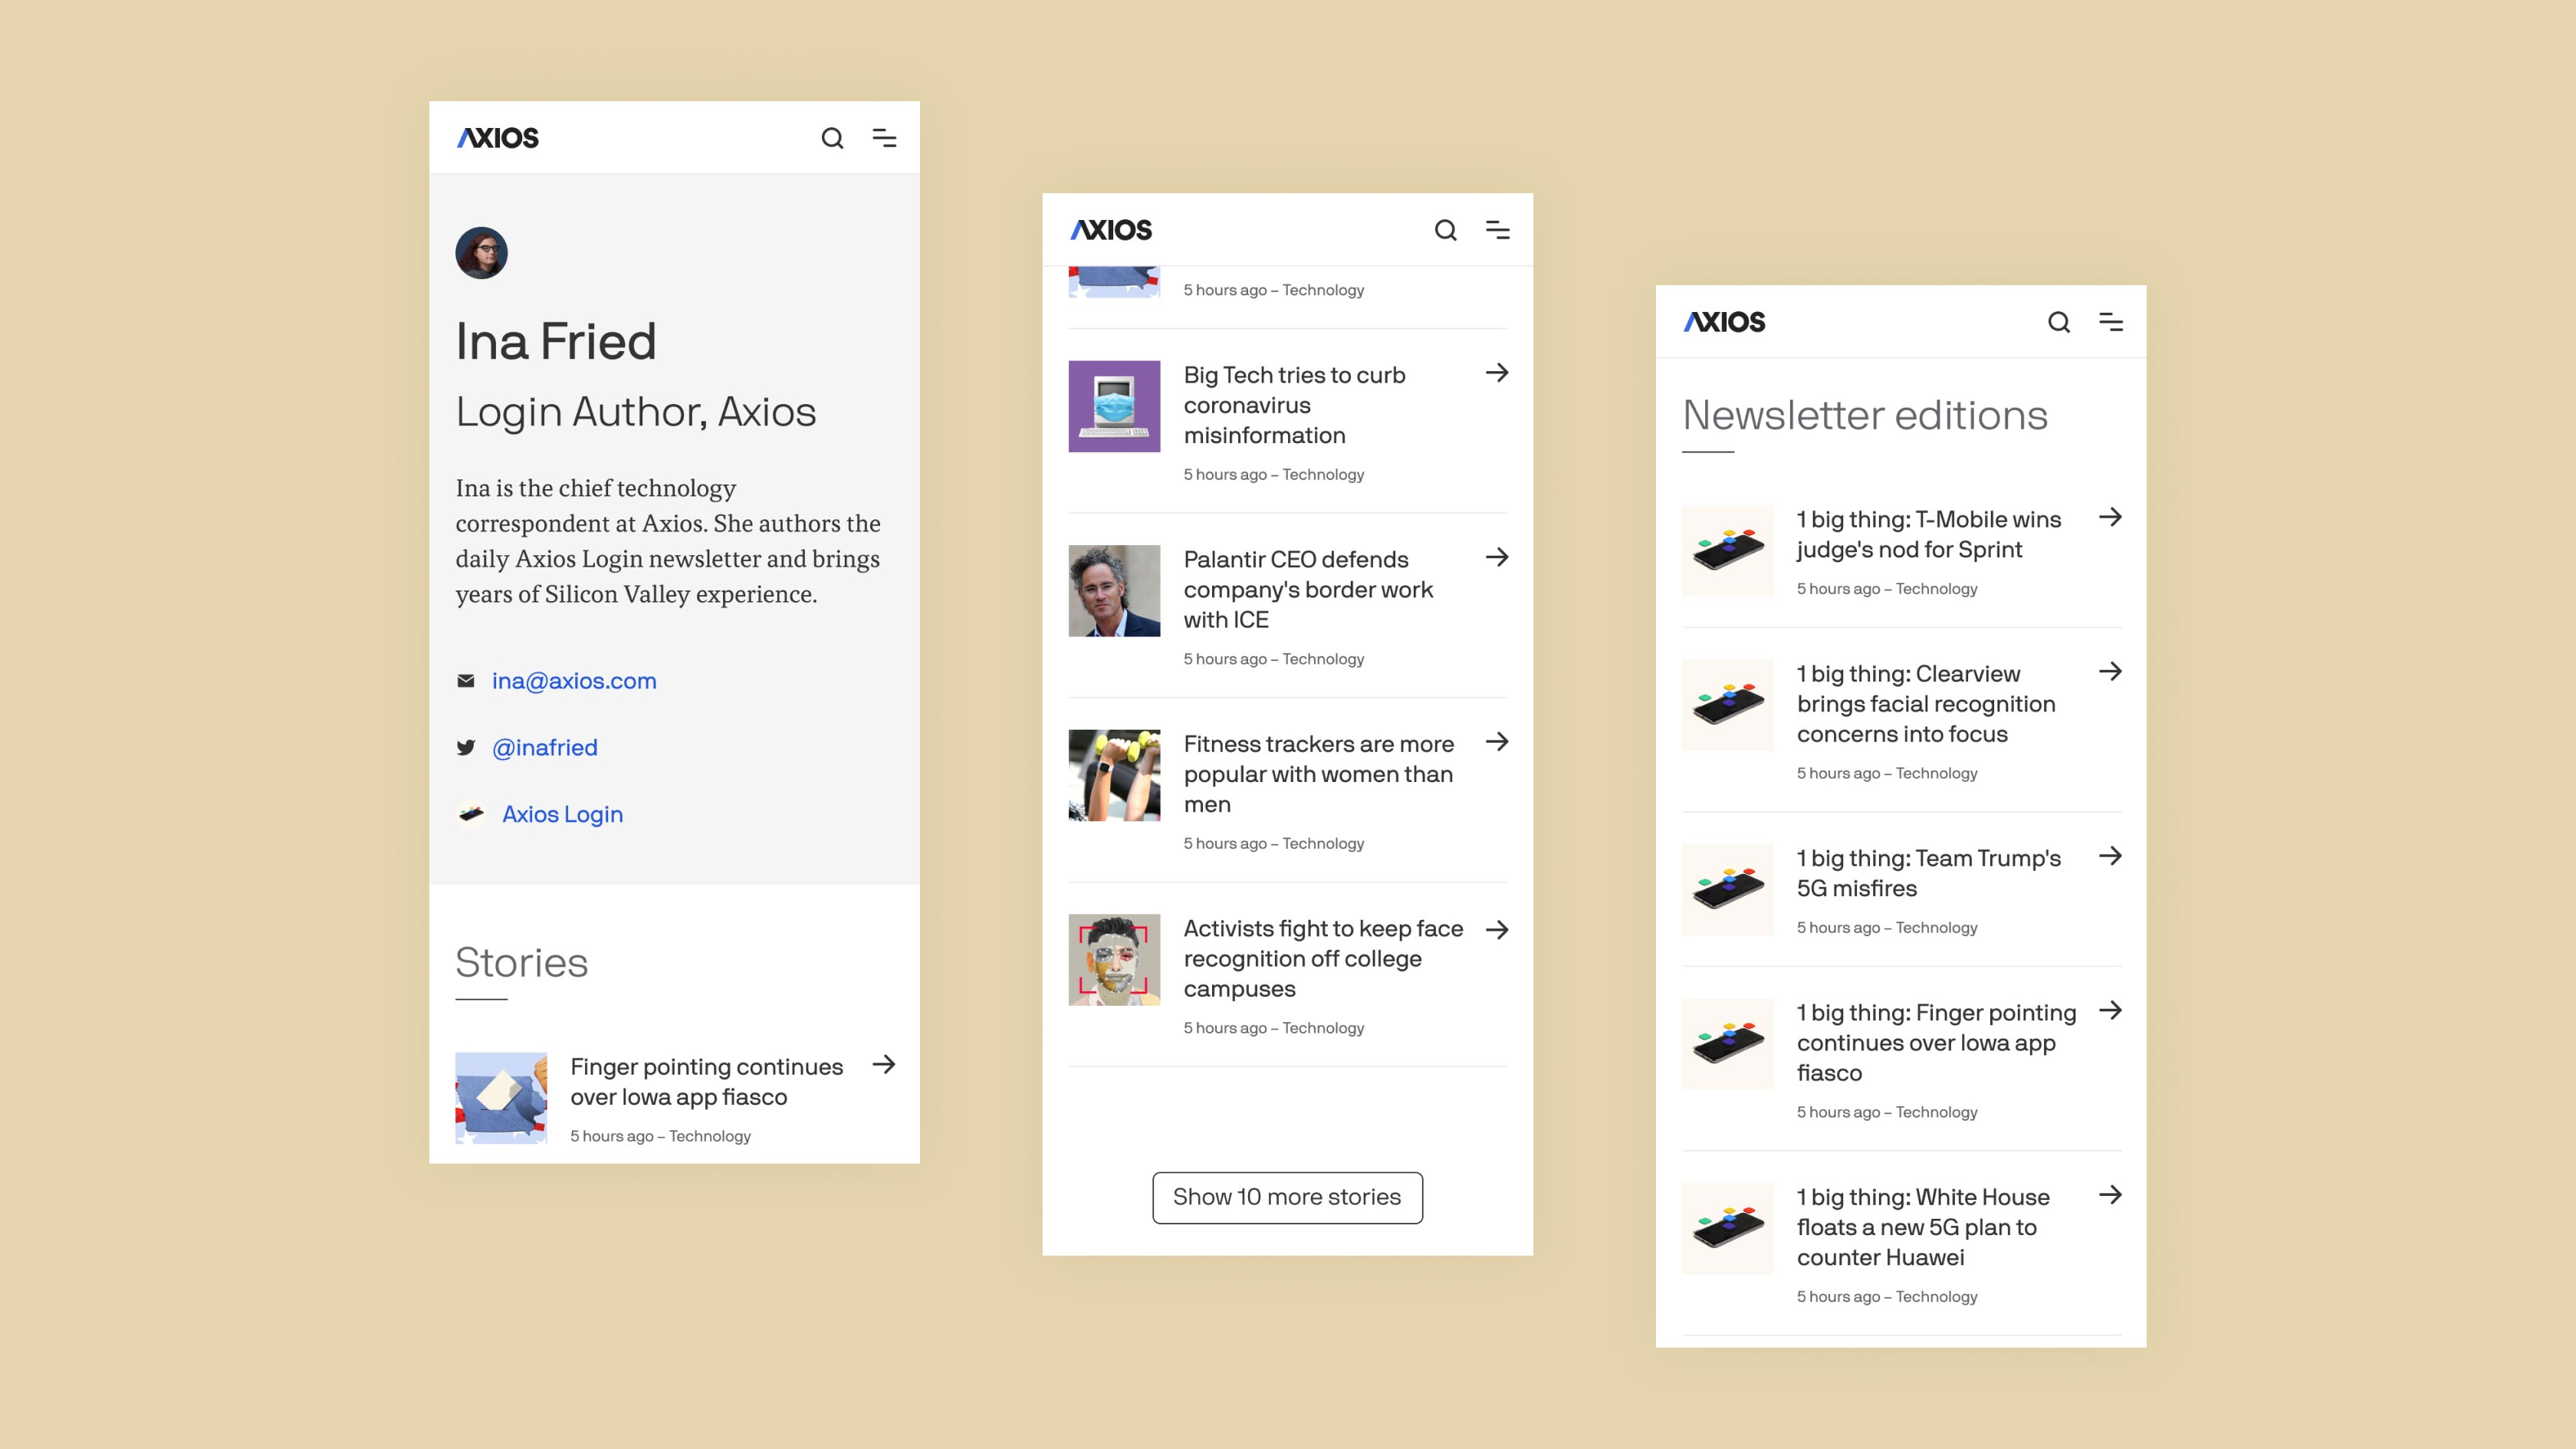 AXIOS
Ina Fried
Login Author, Axios
Ina is the chief technology
correspondent at Axios. She authors the
daily Axios Login newsletter and brings
years of Silicon Valley experience.
ina@axios.com
@inafried
Axios Login
Stories
Finger pointing continues
over Iowa app fiasco
5 hours ago – Technology
AXIOS
5 hours ago – Technology
Big Tech tries to curb
coronavirus
misinformation
5 hours ago – Technology
Palantir CEO defends
company's border work
with ICE
5 hours ago – Technology
Fitness trackers are more
popular with women than
men
5 hours ago – Technology
Activists fight to keep face
recognition off college
campuses
5 hours ago – Technology
Show 10 more stories
AXIOS
Newsletter editions
1 big thing: T-Mobile wins
judge's nod for Sprint
5 hours ago – Technology
1 big thing: Clearview
brings facial recognition
concerns into focus
5 hours ago – Technology
1 big thing: Team Trump's
5G misfires
5 hours ago – Technology
1 big thing: Finger pointing
continues over Iowa app
fiasco
5 hours ago – Technology
1 big thing: White House
floats a new 5G plan to
counter Huawei
5 hours ago – Technology